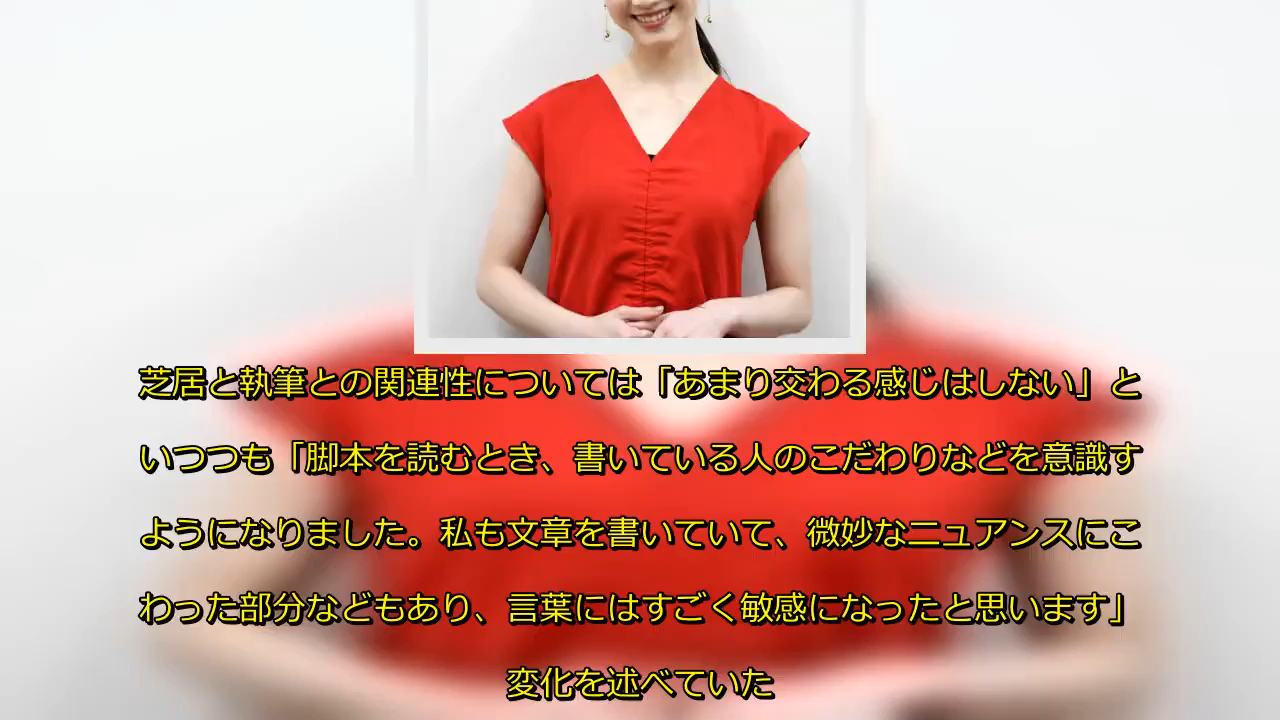 芝居と執筆との関連性については「あまり交わる感じはしない」と
いつつも「脚本を読むとき、書いている人のこだわりなどを意識す
ようになりました。私も文章を書いていて、微妙なニュアンスにこ
わった部分などもあり、言葉にはすごく敏感になったと思います」
変化を述べていた